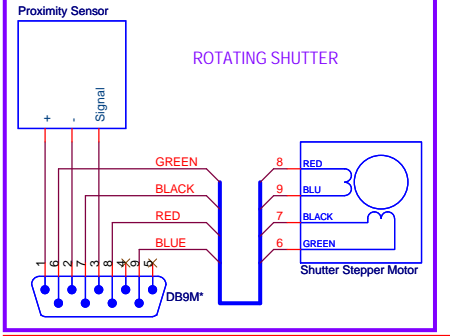 Proximity Sensor
ROTATING SHUTTER
+
-
Signal
GREEN
BLACK
RED
BLUE
8 RED
9 BLU
7 BLACK
6 GREEN
Shutter Stepper Motor
1 6 2 7 3 8 4 9 5
DB9M*